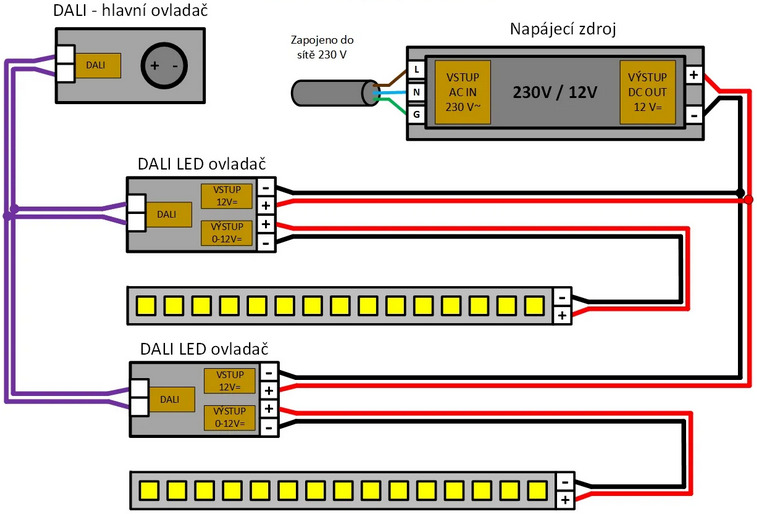 DALI - hlavní ovladač
DALI
+ -
Zapojeno do
sítě 230 V
Napájecí zdroj
L
N
G
VSTUP
AC IN
230 V~
230V / 12V
VÝSTUP
DC OUT
12 V=
+
-
DALI LED ovladač
DALI
VSTUP
12V=
VÝSTUP
0-12V=
-
+
+
-
-
+
DALI LED ovladač
DALI
VSTUP
12V=
VÝSTUP
0-12V=
-
+
+
-
-
+